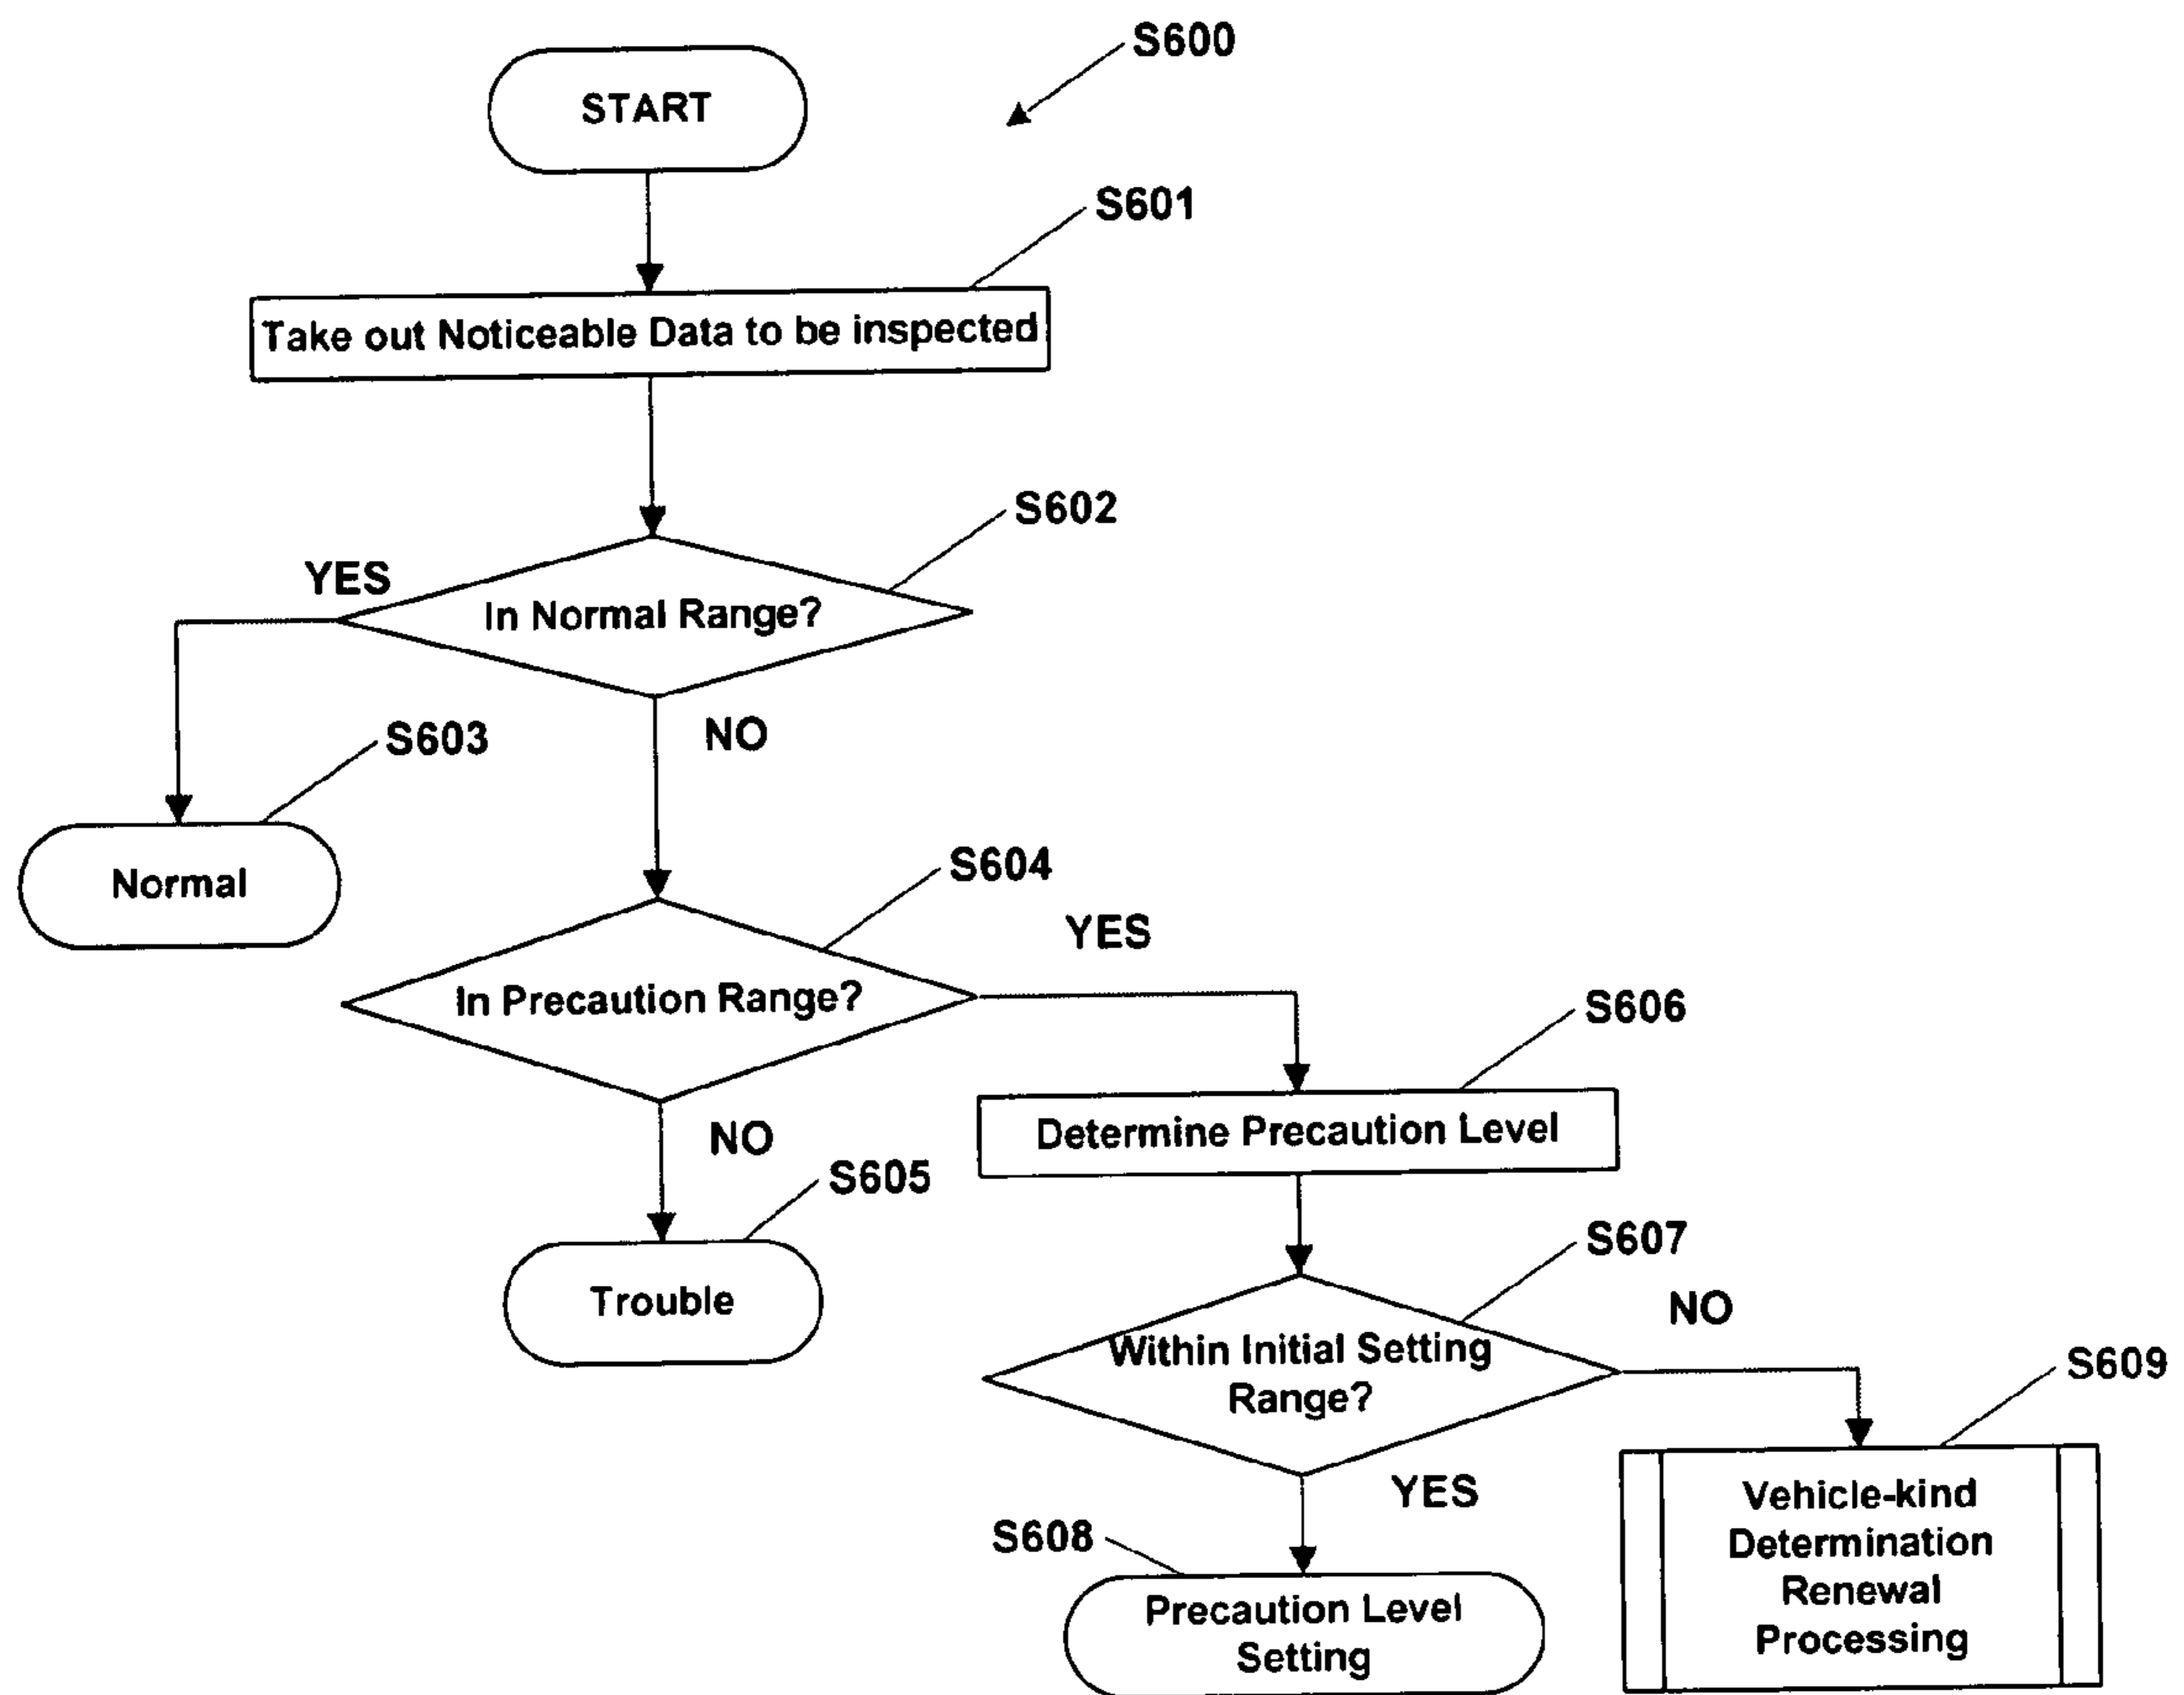 S600
START
S601
Take out Noticeable Data to be inspected
S602
YES
In Normal Range?
NO
S603
Normal
S604
YES
In Precaution Range?
S606
Determine Precaution Level
NO
S605
Trouble
S607
NO
Within Initial Setting
Range?
S609
YES
Vehicle-kind
Determination
Renewal
Processing
S608
Precaution Level
Setting